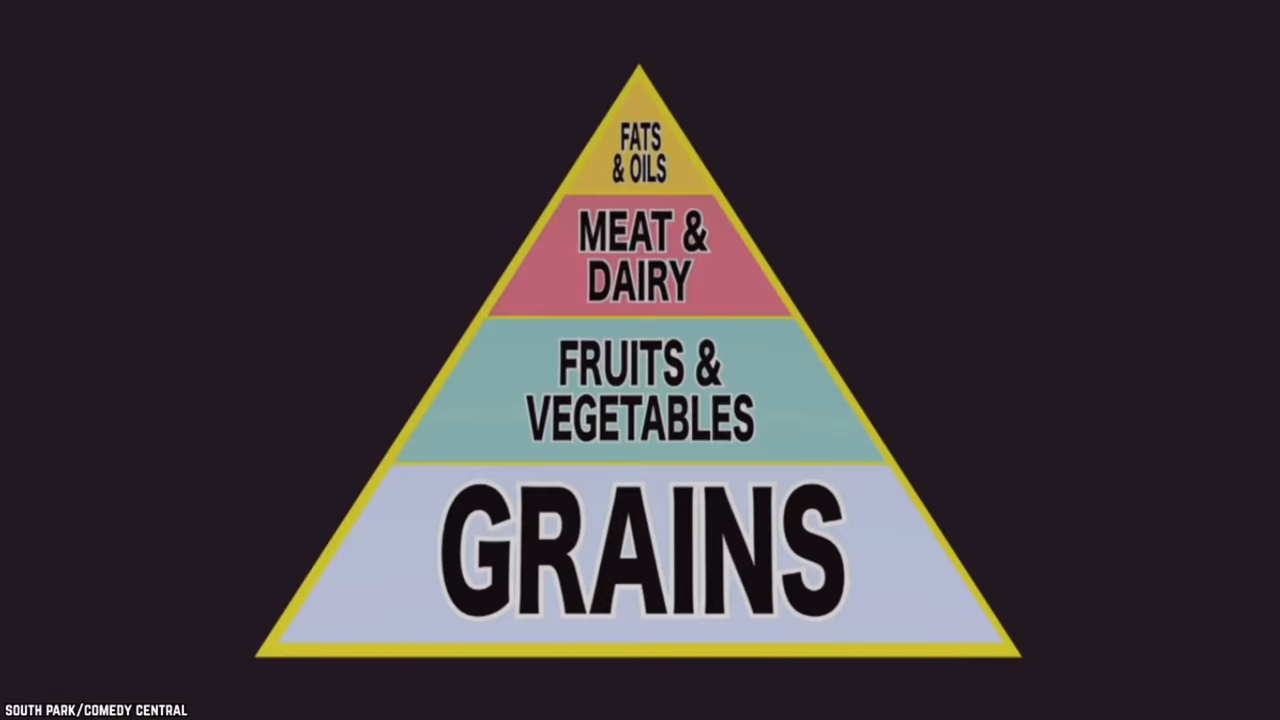 FATS
& OILS
MEAT &
DAIRY
FRUITS &
VEGETABLES
GRAINS
SOUTH PARK/COMEDY CENTRAL